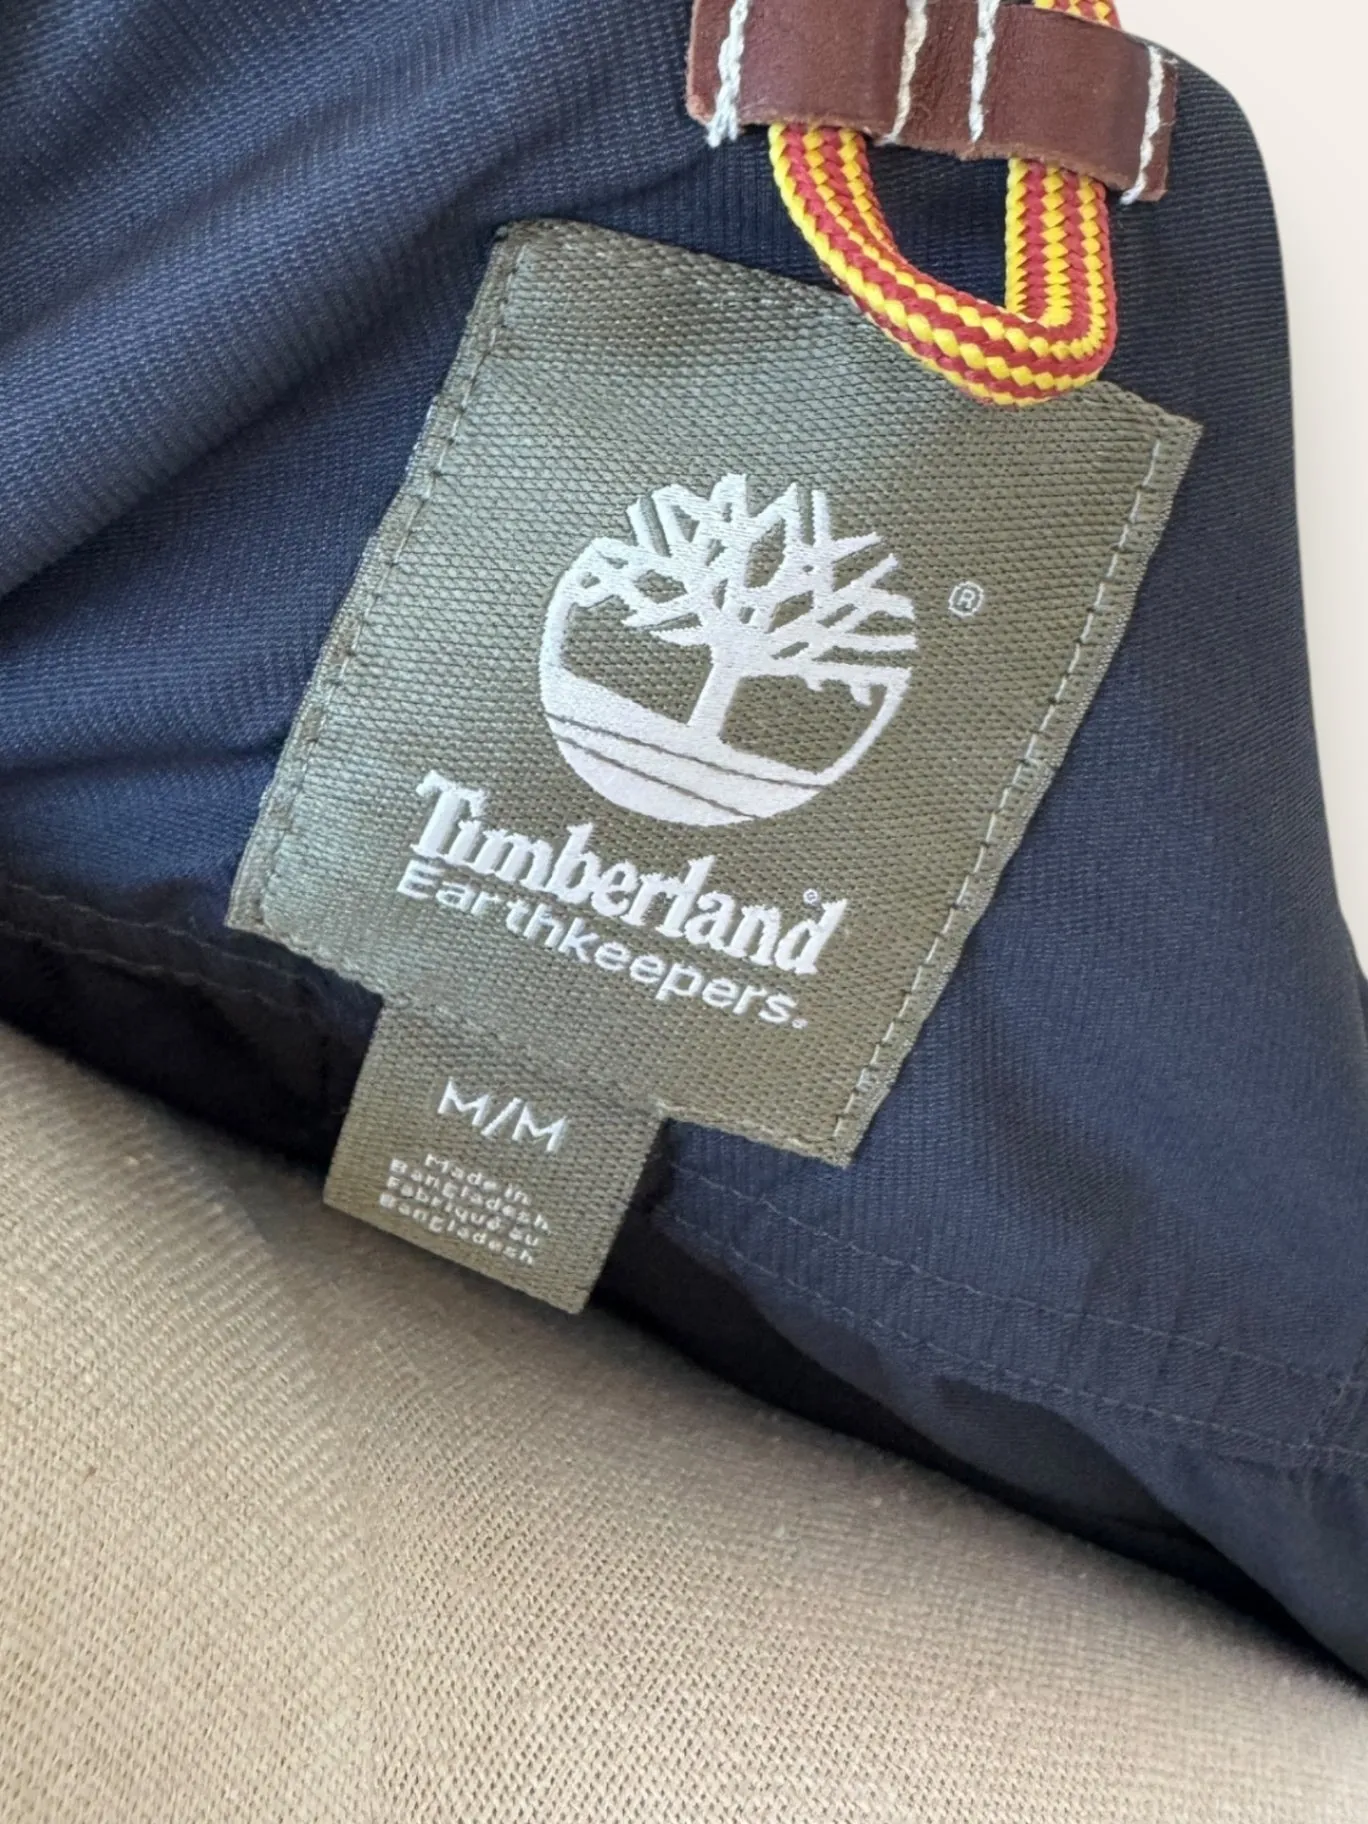 ®
Timberland®
Earthkeepers®
M/M
Made in
Bangladesh
Fabriqué au
Bangladesh